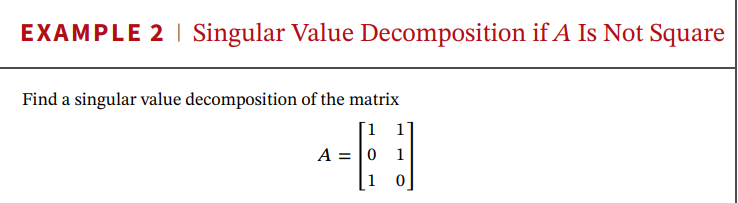 EXAMPLE 2 | Singular Value Decomposition if A Is Not Square
Find a singular value decomposition of the matrix
1 1
A = 0 1
1 0